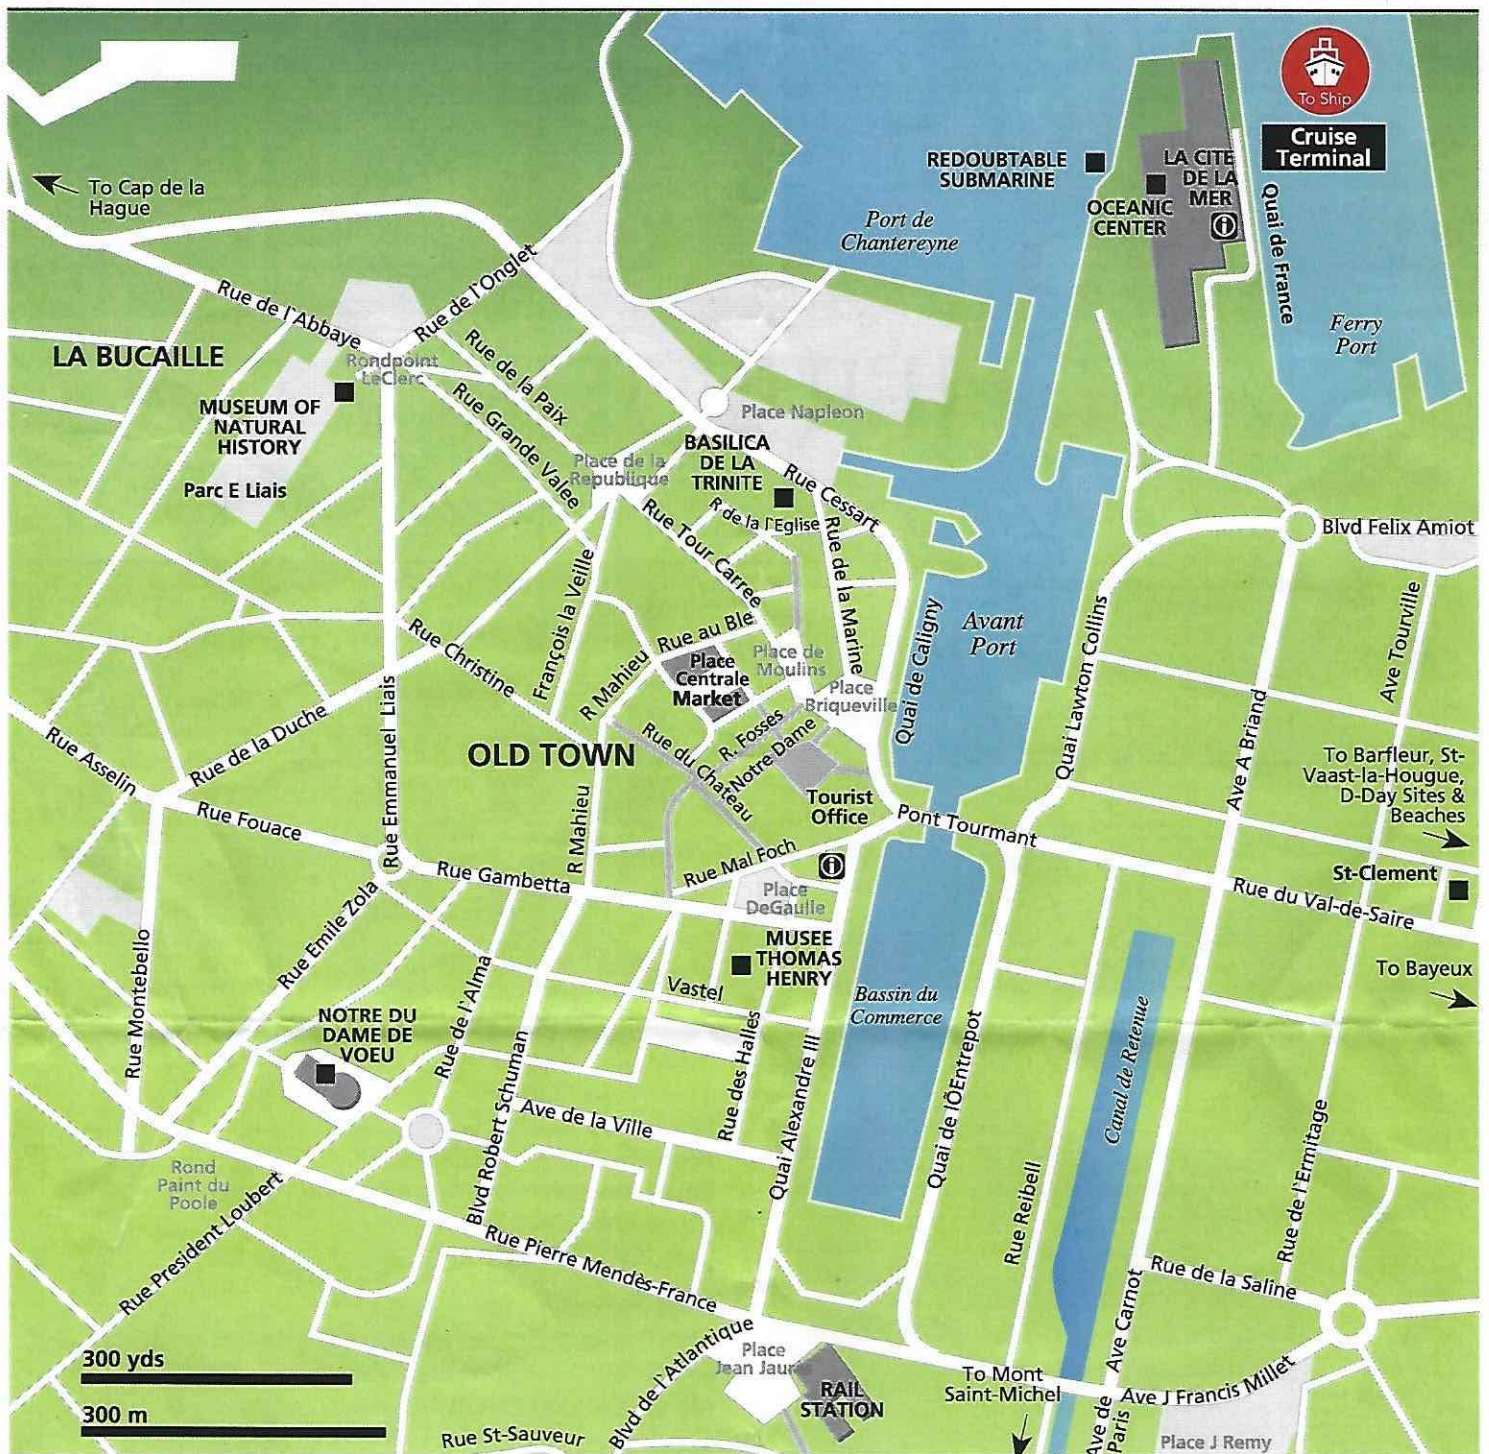 To Ship
Cruise
Terminal
REDOUBTABLE
SUBMARINE
LA CITE
DE LA
MER
OCEANIC
CENTER
Quai de France
Port de
Chantereyne
Ferry
Port
To Cap de la
Hague
Rue de l'Abbaye
Rue de l'Onglet
LA BUCAILLE
Rondpoint
LeClerc
Rue de la Paix
Rue Grande Valee
MUSEUM OF
NATURAL
HISTORY
Parc E Liais
Place Napleon
BASILICA
DE LA
TRINITE
Place de la
Republique
Rue Cessart
R de la l'Eglise
Rue Tour Carree
Rue de la Marine
Blvd Felix Amiot
François la Veille
Rue au Ble
Rue Christine
R Mahieu
Place
Centrale
Market
Place de
Moulins
Place
Briqueville
Quai de Caligny
Avant
Port
Quai Lawton Collins
Ave Tourville
Ave A Briand
Rue Emmanuel Liais
Rue de la Duche
Rue Asselin
OLD TOWN
Rue du Chateau
R. Fosses
Notre Dame
Tourist
Office
Rue Fouace
R Mahieu
Pont Tourmant
To Barfleur, St-
Vaast-la-Hougue,
D-Day Sites &
Beaches
Rue Mal Foch
Rue Gambetta
Place
DeGaulle
St-Clement
Rue du Val-de-Saire
Rue Emile Zola
Rue Montebello
MUSEE
THOMAS
HENRY
Vastel
Rue de l'Alma
Bassin du
Commerce
To Bayeux
NOTRE DU
DAME DE
VOEU
Blvd Robert Schuman
Rue des Halles
Quai Alexandre III
Quai de lÕEntrepot
Canal de Retenue
Ave de la Ville
Rond
Paint du
Poole
Rue President Loubert
Rue Reibell
Rue de l'Ermitage
Rue Pierre Mendès-France
Rue de la Saline
Ave Carnot
Blvd de l'Atlantique
Place
Jean Jaur
RAIL
STATION
To Mont
Saint-Michel
Ave J Francis Millet
Ave de
Paris
Place J Remy
Rue St-Sauveur
300 yds
300 m